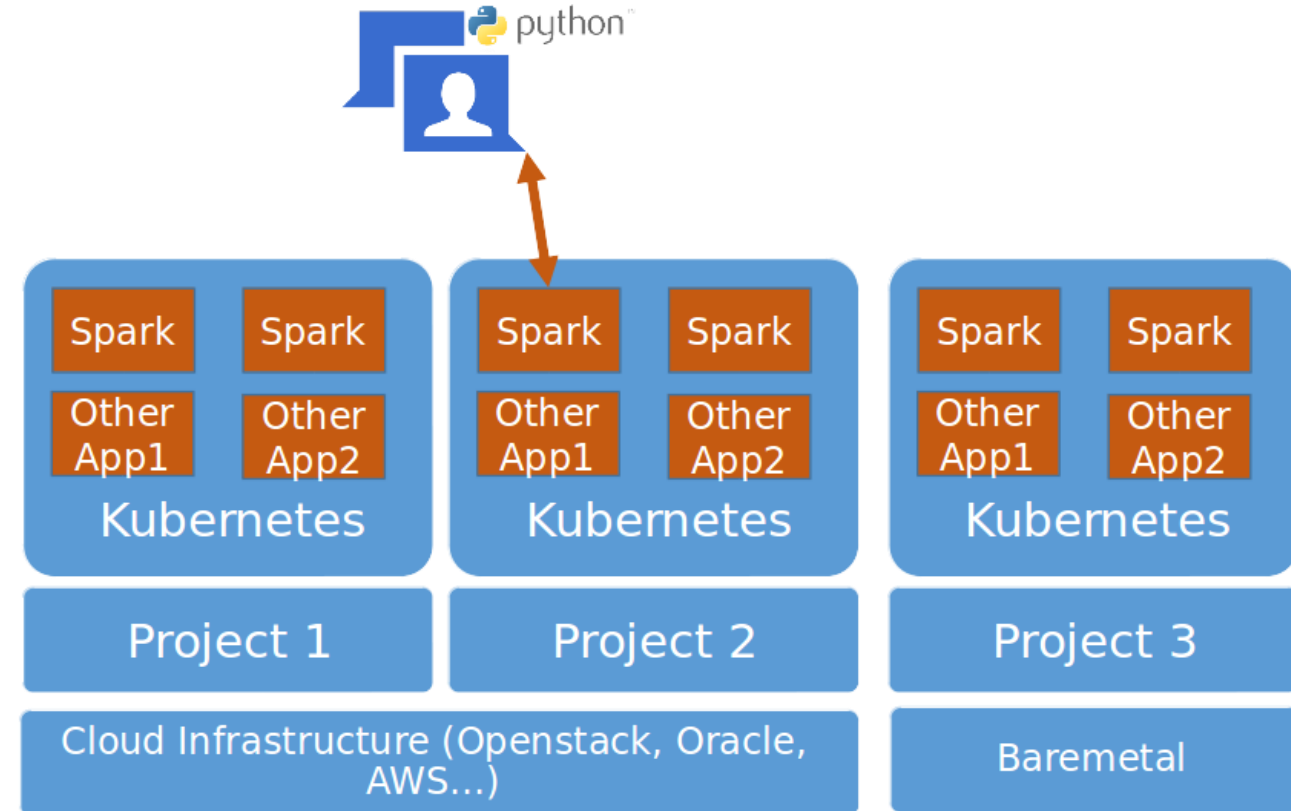 python
Spark
Spark
Other
App1
Other
App2
Kubernetes
Spark
Spark
Other
App1
Other
App2
Kubernetes
Spark
Spark
Other
App1
Other
App2
Kubernetes
Project 1
Project 2
Project 3
Cloud Infrastructure (Openstack, Oracle,
AWS...)
Baremetal